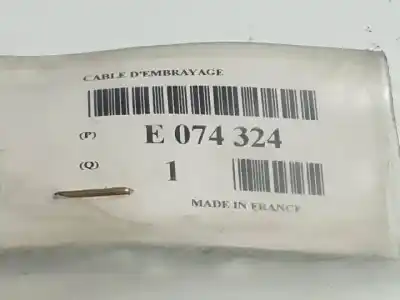 CABLE D'EMBRAYAGE
(P) E 074 324
(Q) 1
MADE IN FRANCE